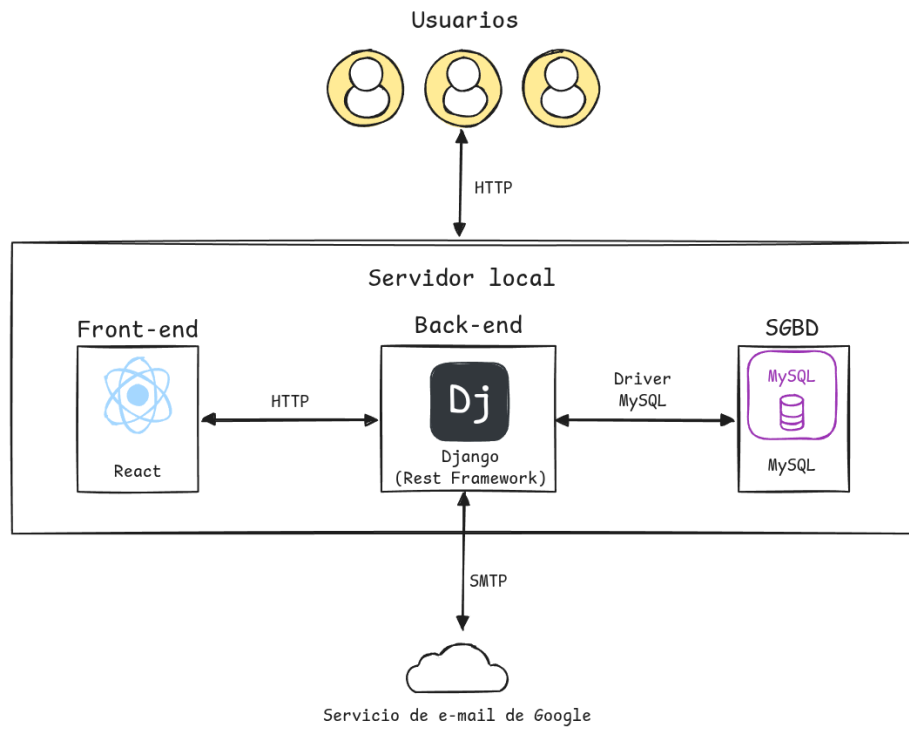 Usuarios
HTTP
Servidor local
Front-end
Back-end
SGBD
React
HTTP
Dj
Django
(Rest Framework)
Driver
MySQL
MySQL
MySQL
SMTP
Servicio de e-mail de Google